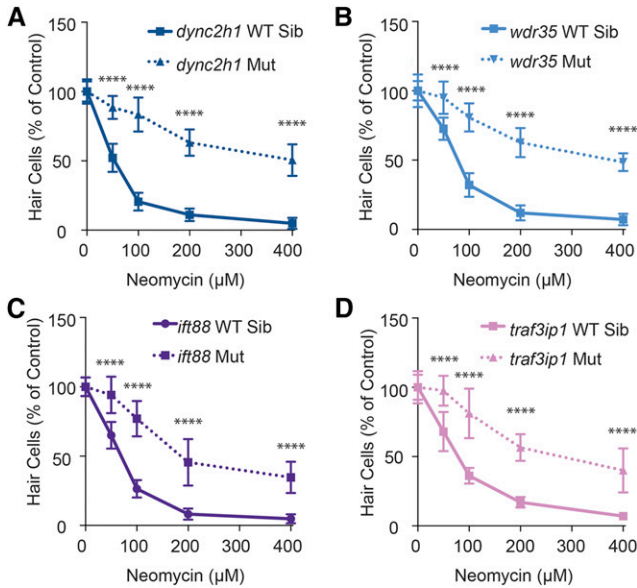 A
dync2h1 WT Sib
dync2h1 Mut
150
100
50
0
Hair Cells (% of Control)
**** **** **** ****
0 100 200 300 400
Neomycin (µM)
B
wdr35 WT Sib
wdr35 Mut
150
100
50
0
Hair Cells (% of Control)
**** **** **** ****
0 100 200 300 400
Neomycin (µM)
C
ift88 WT Sib
ift88 Mut
150
100
50
0
Hair Cells (% of Control)
**** **** **** ****
0 100 200 300 400
Neomycin (µM)
D
traf3ip1 WT Sib
traf3ip1 Mut
150
100
50
0
Hair Cells (% of Control)
**** **** **** ****
0 100 200 300 400
Neomycin (µM)